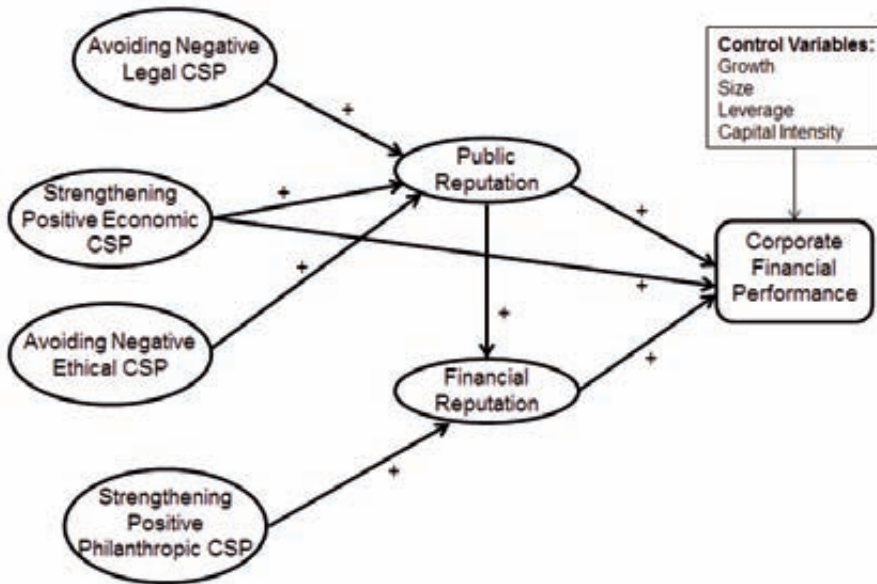 Avoiding Negative
Legal CSP
Control Variables:
Growth
Size
Leverage
Capital Intensity
+
Public
Reputation
Strengthening
Positive Economic
CSP
+
+
Corporate
Financial
Performance
+
+
Avoiding Negative
Ethical CSP
+
Financial
Reputation
+
+
Strengthening
Positive
Philanthropic CSP